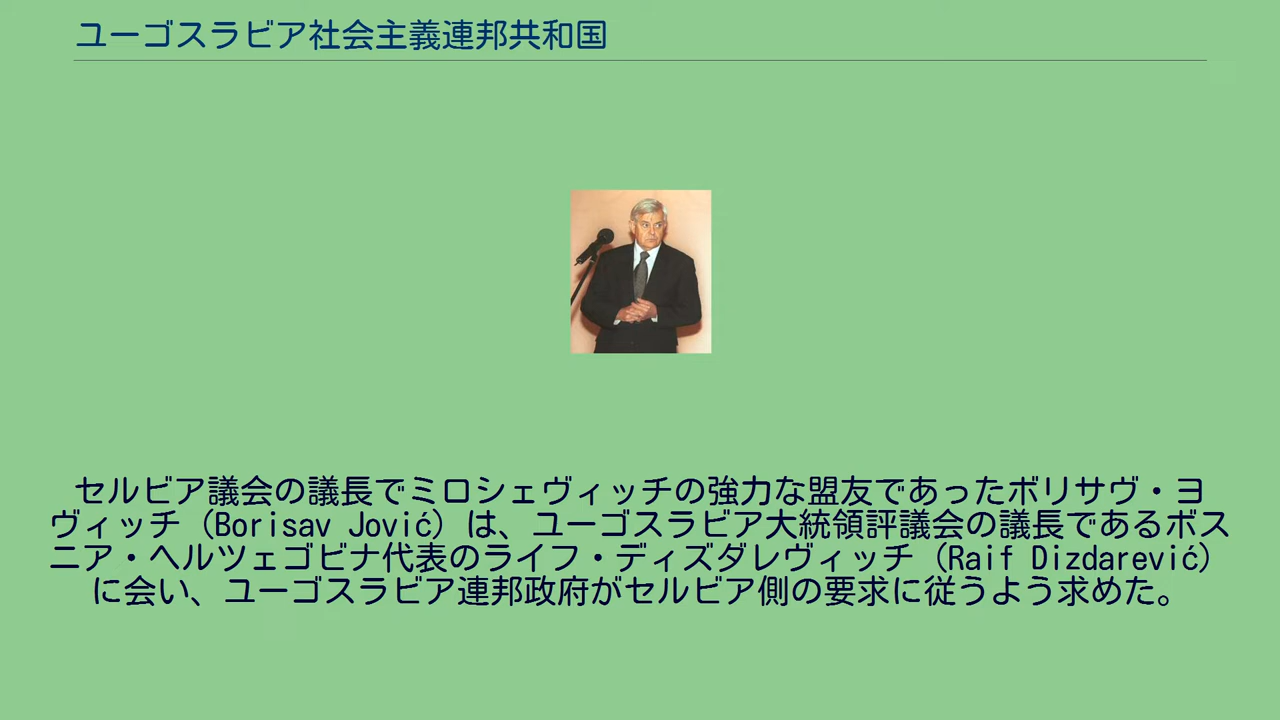 ユーゴスラビア社会主義連邦共和国
セルビア議会の議長でミロシェヴィッチの強力な盟友であったボリサヴ・ヨ
ヴィッチ（Borisav Jović）は、ユーゴスラビア大統領評議会の議長であるボス
ニア・ヘルツェゴビナ代表のライフ・ディズダレヴィッチ（Raif Dizdarević）
に会い、ユーゴスラビア連邦政府がセルビア側の要求に従うよう求めた。